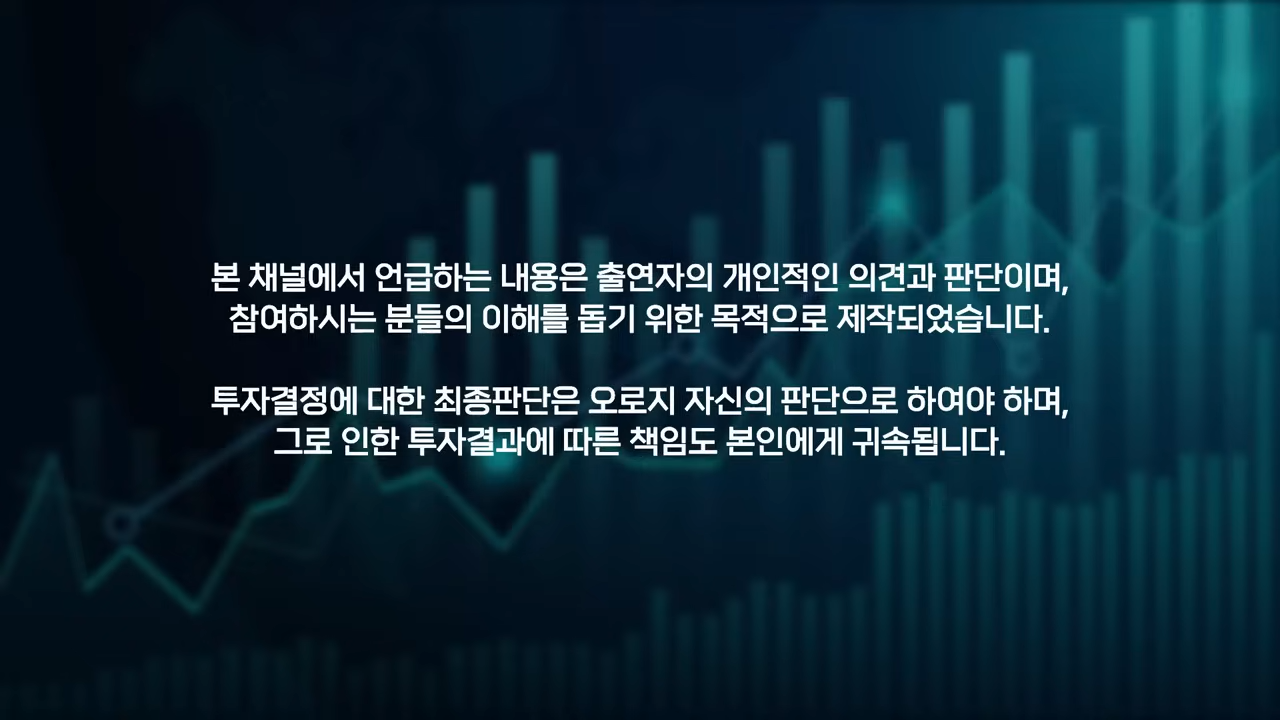 본 채널에서 언급하는 내용은 출연자의 개인적인 의견과 판단이며,
참여하시는 분들의 이해를 돕기 위한 목적으로 제작되었습니다.
투자결정에 대한 최종판단은 오로지 자신의 판단으로 하여야 하며,
그로 인한 투자결과에 따른 책임도 본인에게 귀속됩니다.